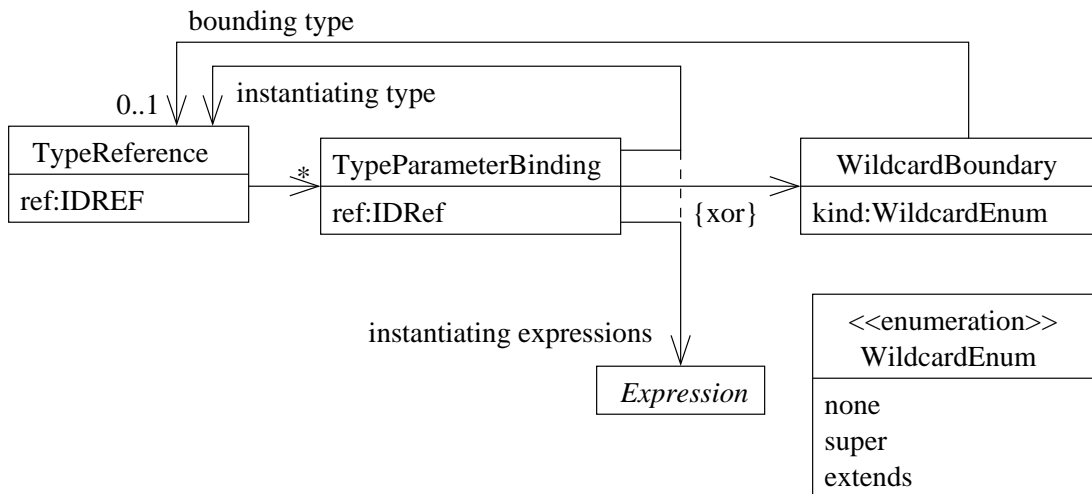 bounding type
instantiating type
0..1
TypeReference
ref:IDREF
*
TypeParameterBinding
ref:IDRef
WildcardBoundary
kind:WildcardEnum
{xor}
instantiating expressions
Expression
<<enumeration>>
WildcardEnum
none
super
extends